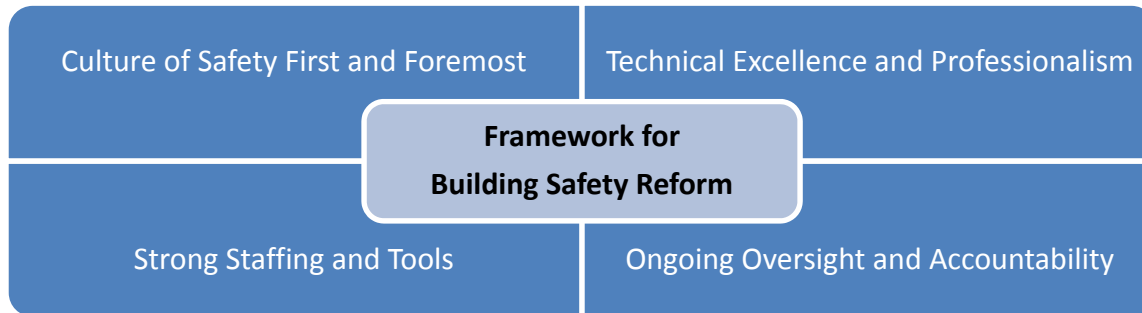 Culture of Safety First and Foremost
Technical Excellence and Professionalism
Framework for
Building Safety Reform
Strong Staffing and Tools
Ongoing Oversight and Accountability